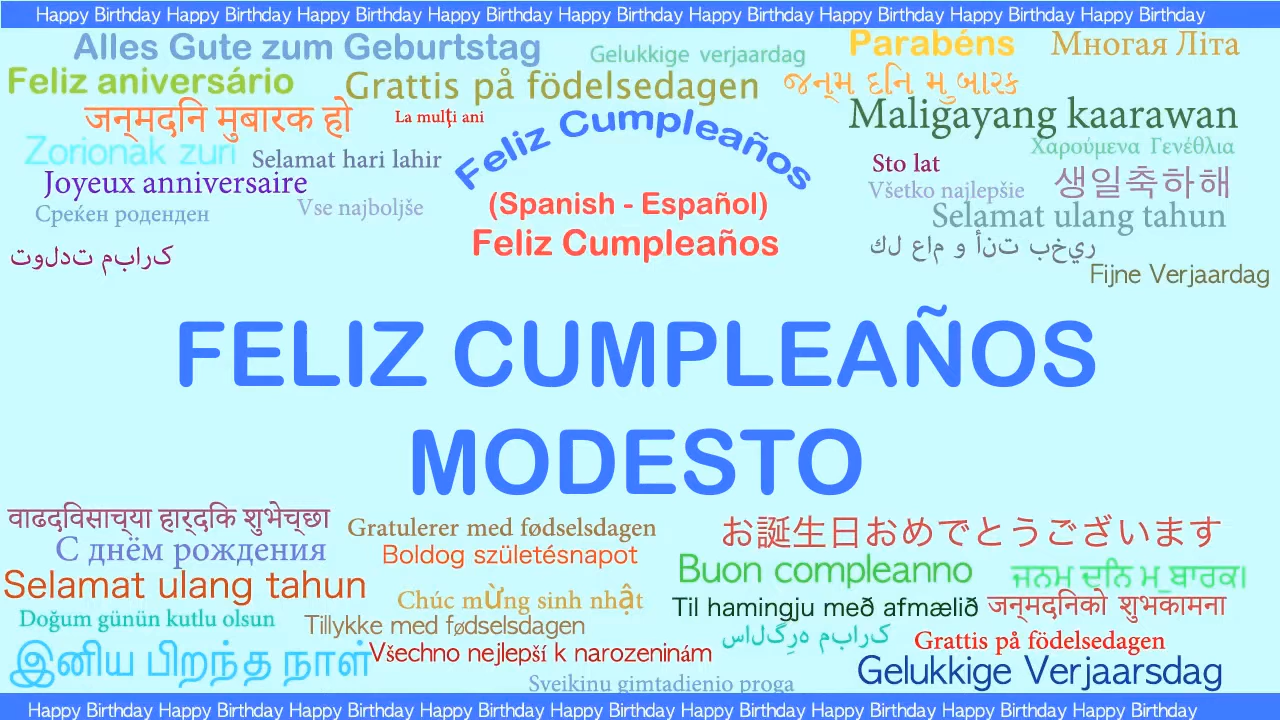 Happy Birthday Happy Birthday Happy Birthday Happy Birthday Happy Birthday Happy Birthday Happy Birthday Happy Birthday Happy Birthday
Alles Gute zum Geburtstag
Gelukkige verjaardag
Parabéns
Многая Літа
Feliz aniversário
Grattis på födelsedagen
જન્મ દિન મુબારક
जन्मदिन मुबारक हो
La mulţi ani
Feliz Cumpleaños
Maligayang kaarawan
Zorionak zuri
Selamat hari lahir
Sto lat
Χαρούμενα Γενέθλια
Joyeux anniversaire
Vse najboljše
(Spanish - Español)
Všetko najlepšie
생일축하해
Среќен роденден
Selamat ulang tahun
Feliz Cumpleaños
تولدت مبارک
كل عام و أنت بخير
Fijne Verjaardag
FELIZ CUMPLEAÑOS
MODESTO
वाढदिवसाच्या हार्दिक शुभेच्छा
Gratulerer med fødselsdagen
お誕生日おめでとうございます
С днём рождения
Boldog születésnapot
Buon compleanno
ਜਨਮ ਦਿਨ ਮੁਬਾਰਕ।
Selamat ulang tahun
Chúc mừng sinh nhật
Til hamingju með afmælið
जन्मदिनको शुभकामना
Doğum günün kutlu olsun
Tillykke med fødselsdagen
سالگرہ مبارک
Grattis på födelsedagen
இனிய பிறந்த நாள்
Všechno nejlepší k narozeninám
Gelukkige Verjaarsdag
Sveikinu gimtadienio proga
Happy Birthday Happy Birthday Happy Birthday Happy Birthday Happy Birthday Happy Birthday Happy Birthday Happy Birthday Happy Birthday